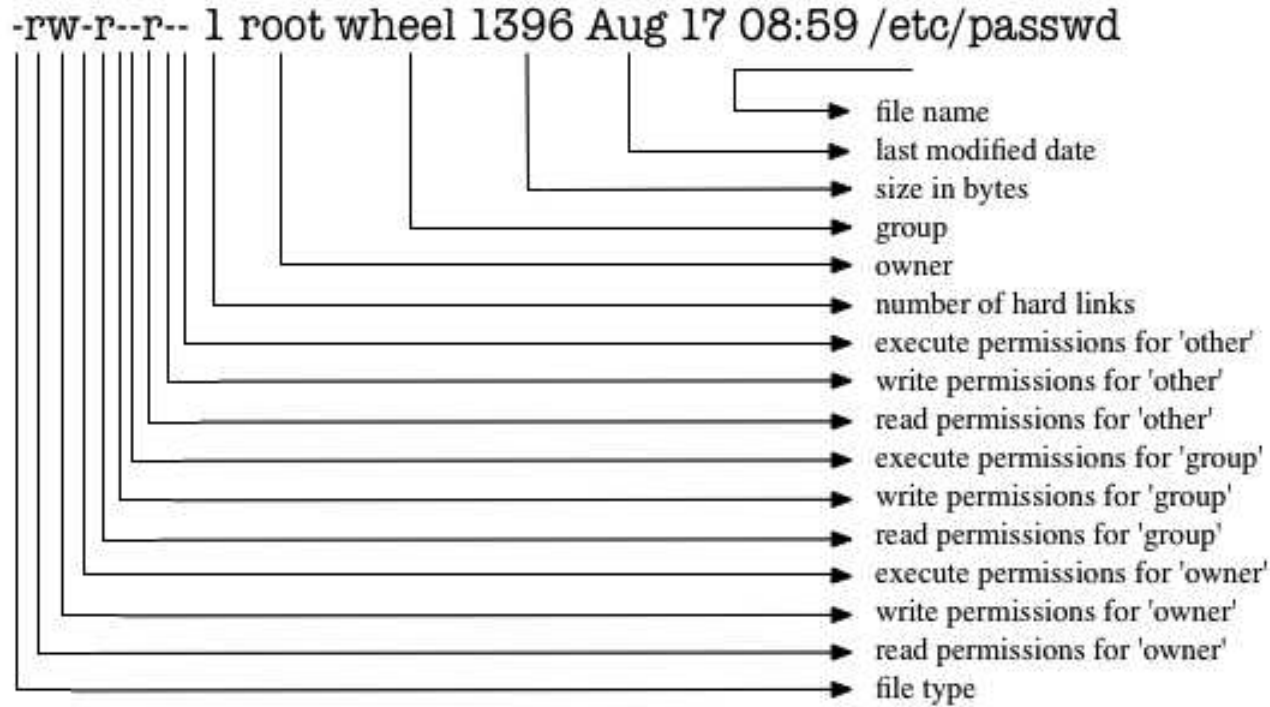 -rw-r--r-- 1 root wheel 1396 Aug 17 08:59 /etc/passwd
file name
last modified date
size in bytes
group
owner
number of hard links
execute permissions for 'other'
write permissions for 'other'
read permissions for 'other'
execute permissions for 'group'
write permissions for 'group'
read permissions for 'group'
execute permissions for 'owner'
write permissions for 'owner'
read permissions for 'owner'
file type